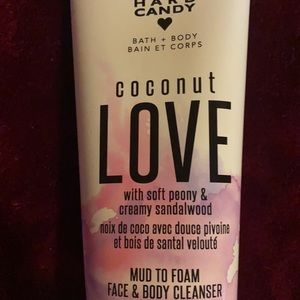 HARD
CANDY
BATH + BODY
BAIN ET CORPS
coconut
LOVE
with soft peony &
creamy sandalwood
noix de coco avec douce pivoine
et bois de santal velouté
MUD TO FOAM
FACE & BODY CLEANSER